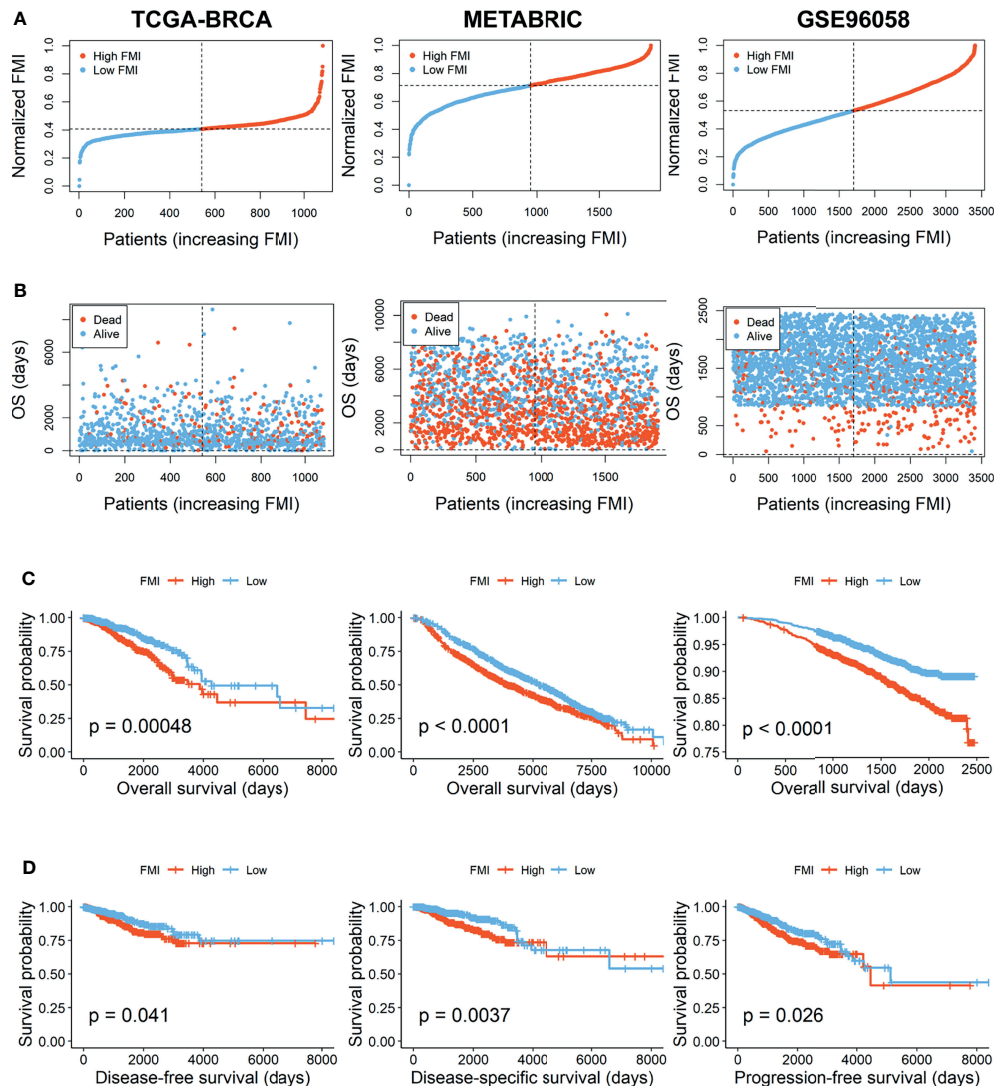 A
TCGA-BRCA
METABRIC
GSE96058
Normalized FMI
0.0 0.2 0.4 0.6 0.8 1.0
High FMI
Low FMI
0 200 400 600 800 1000
Patients (increasing FMI)
Normalized FMI
0.0 0.2 0.4 0.6 0.8 1.0
High FMI
Low FMI
0 500 1000 1500
Patients (increasing FMI)
Normalized FMI
0.0 0.2 0.4 0.6 0.8 1.0
High FMI
Low FMI
0 500 1000 1500 2000 2500 3000 3400
Patients (increasing FMI)
B
OS (days)
0 2000 6000
Dead
Alive
0 200 400 600 800 1000
Patients (increasing FMI)
OS (days)
0 2000 6000 10000
Dead
Alive
0 500 1000 1500
Patients (increasing FMI)
OS (days)
0 500 1500 2500
Dead
Alive
0 500 1000 1500 2000 2500 3000 3400
Patients (increasing FMI)
C
FMI High Low
Survival probability
1.00
0.75
0.50
0.25
0.00
p = 0.00048
0 2000 4000 6000 8000
Overall survival (days)
FMI High Low
Survival probability
1.00
0.75
0.50
0.25
0.00
p < 0.0001
0 2500 5000 7500 10000
Overall survival (days)
FMI High Low
Survival probability
1.00
0.95
0.90
0.85
0.80
0.75
p < 0.0001
0 500 1000 1500 2000 2500
Overall survival (days)
D
FMI High Low
Survival probability
1.00
0.75
0.50
0.25
0.00
p = 0.041
0 2000 4000 6000 8000
Disease-free survival (days)
FMI High Low
Survival probability
1.00
0.75
0.50
0.25
0.00
p = 0.0037
0 2000 4000 6000 8000
Disease-specific survival (days)
FMI High Low
Survival probability
1.00
0.75
0.50
0.25
0.00
p = 0.026
0 2000 4000 6000 8000
Progression-free survival (days)